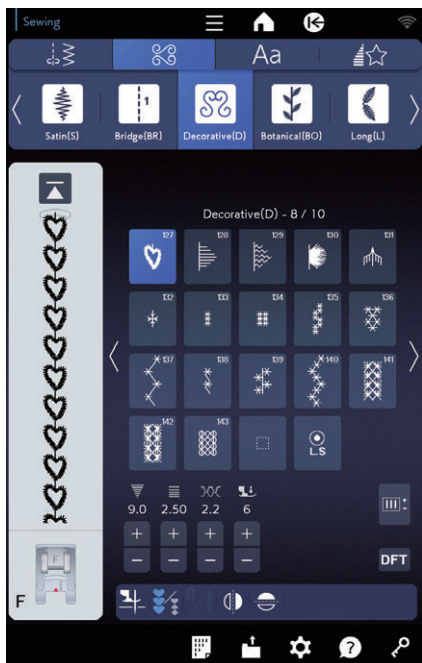 Sewing
Aa
1
Satin(S) Bridge(BR) Decorative(D) Botanical(BO) Long(L)
Decorative(D) - 8 / 10
127 128 129 130 131
132 133 134 135 136
137 138 139 140 141
142 143
L.S
9.0 2.50 2.2 6
+ + + +
− − − −
DFT
F
F
?